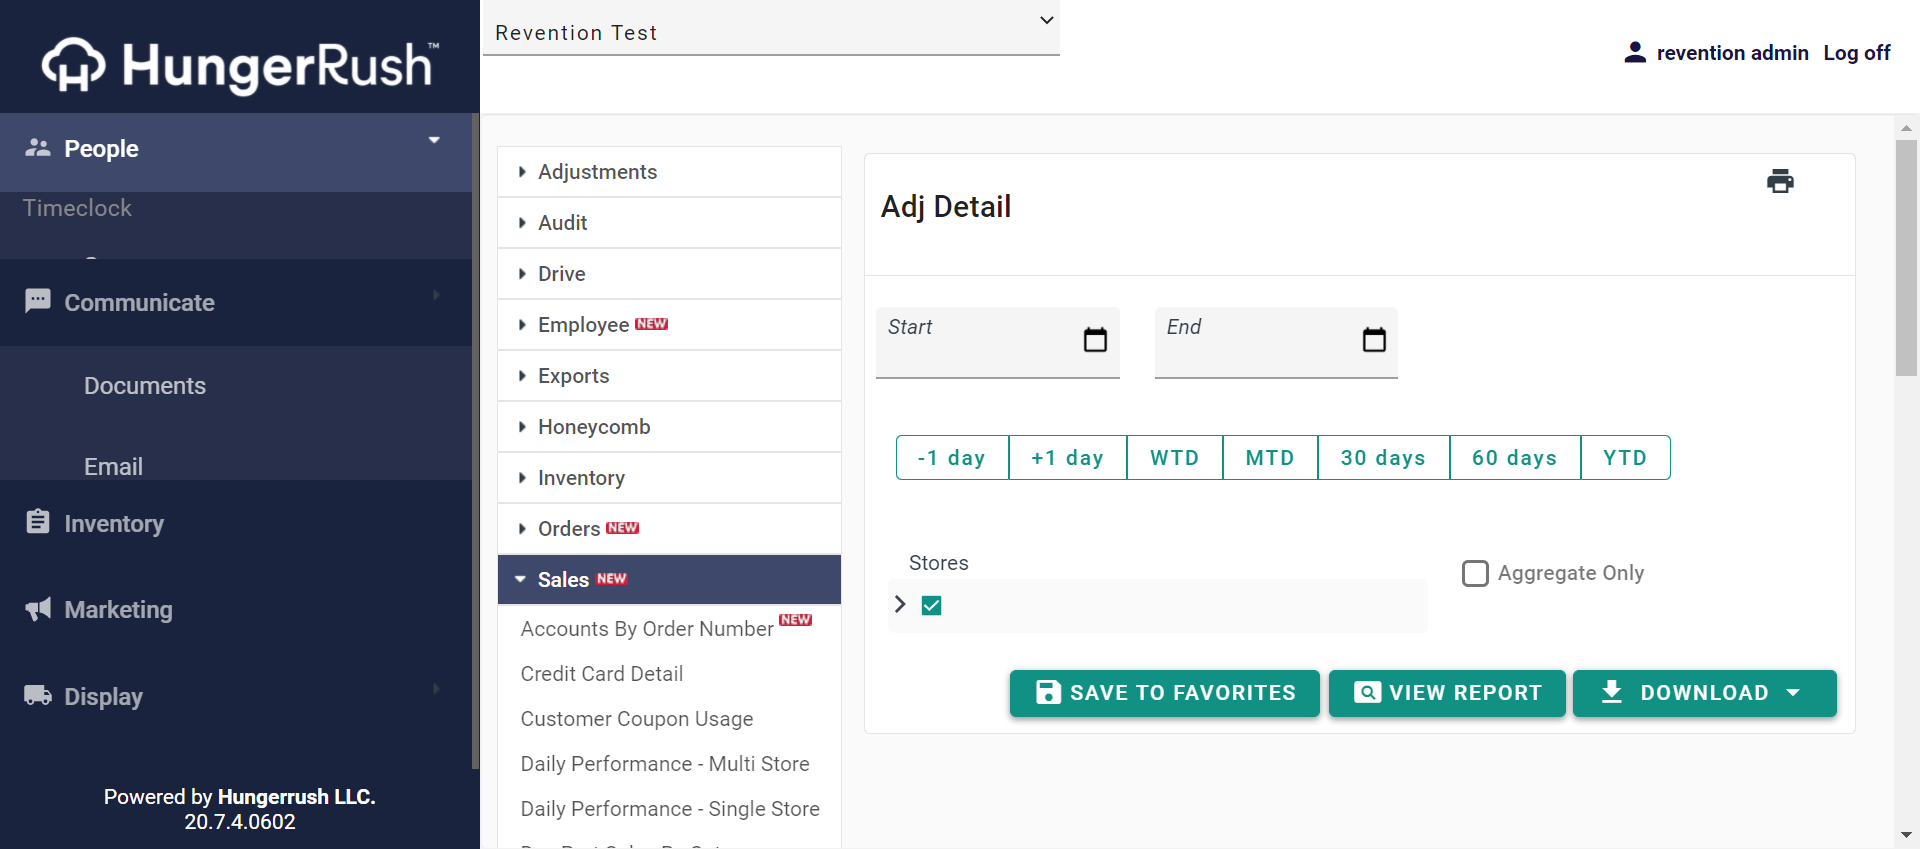 HungerRush™
Revention Test
revention admin Log off
People
Timeclock
Communicate
Documents
Email
Inventory
Marketing
Display
Powered by Hungerrush LLC.
20.7.4.0602
Adjustments
Audit
Drive
Employee NEW
Exports
Honeycomb
Inventory
Orders NEW
Sales NEW
Accounts By Order Number NEW
Credit Card Detail
Customer Coupon Usage
Daily Performance - Multi Store
Daily Performance - Single Store
Adj Detail
Start
End
-1 day
+1 day
WTD
MTD
30 days
60 days
YTD
Stores
Aggregate Only
SAVE TO FAVORITES
VIEW REPORT
DOWNLOAD